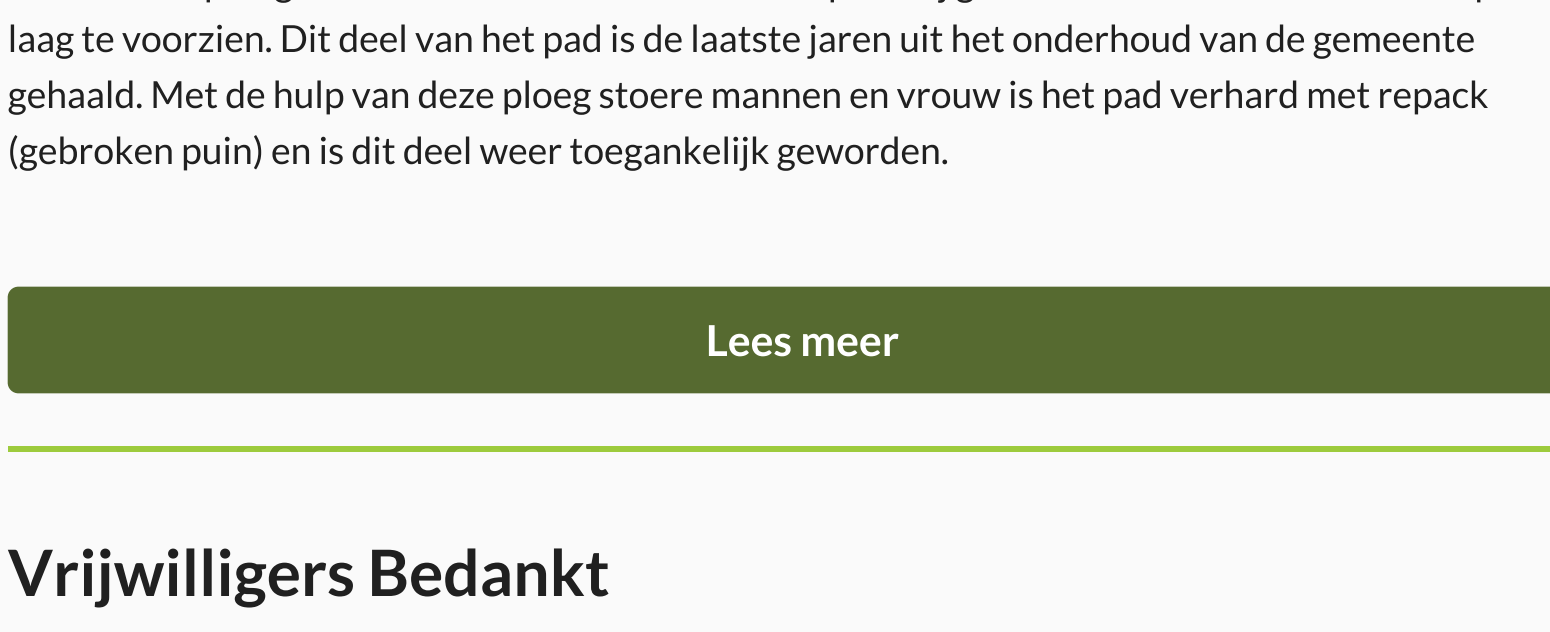 laag te voorzien. Dit deel van het pad is de laatste jaren uit het onderhoud van de gemeente
gehaald. Met de hulp van deze ploeg stoere mannen en vrouw is het pad verhard met repack
(gebroken puin) en is dit deel weer toegankelijk geworden.
Lees meer
Vrijwilligers Bedankt